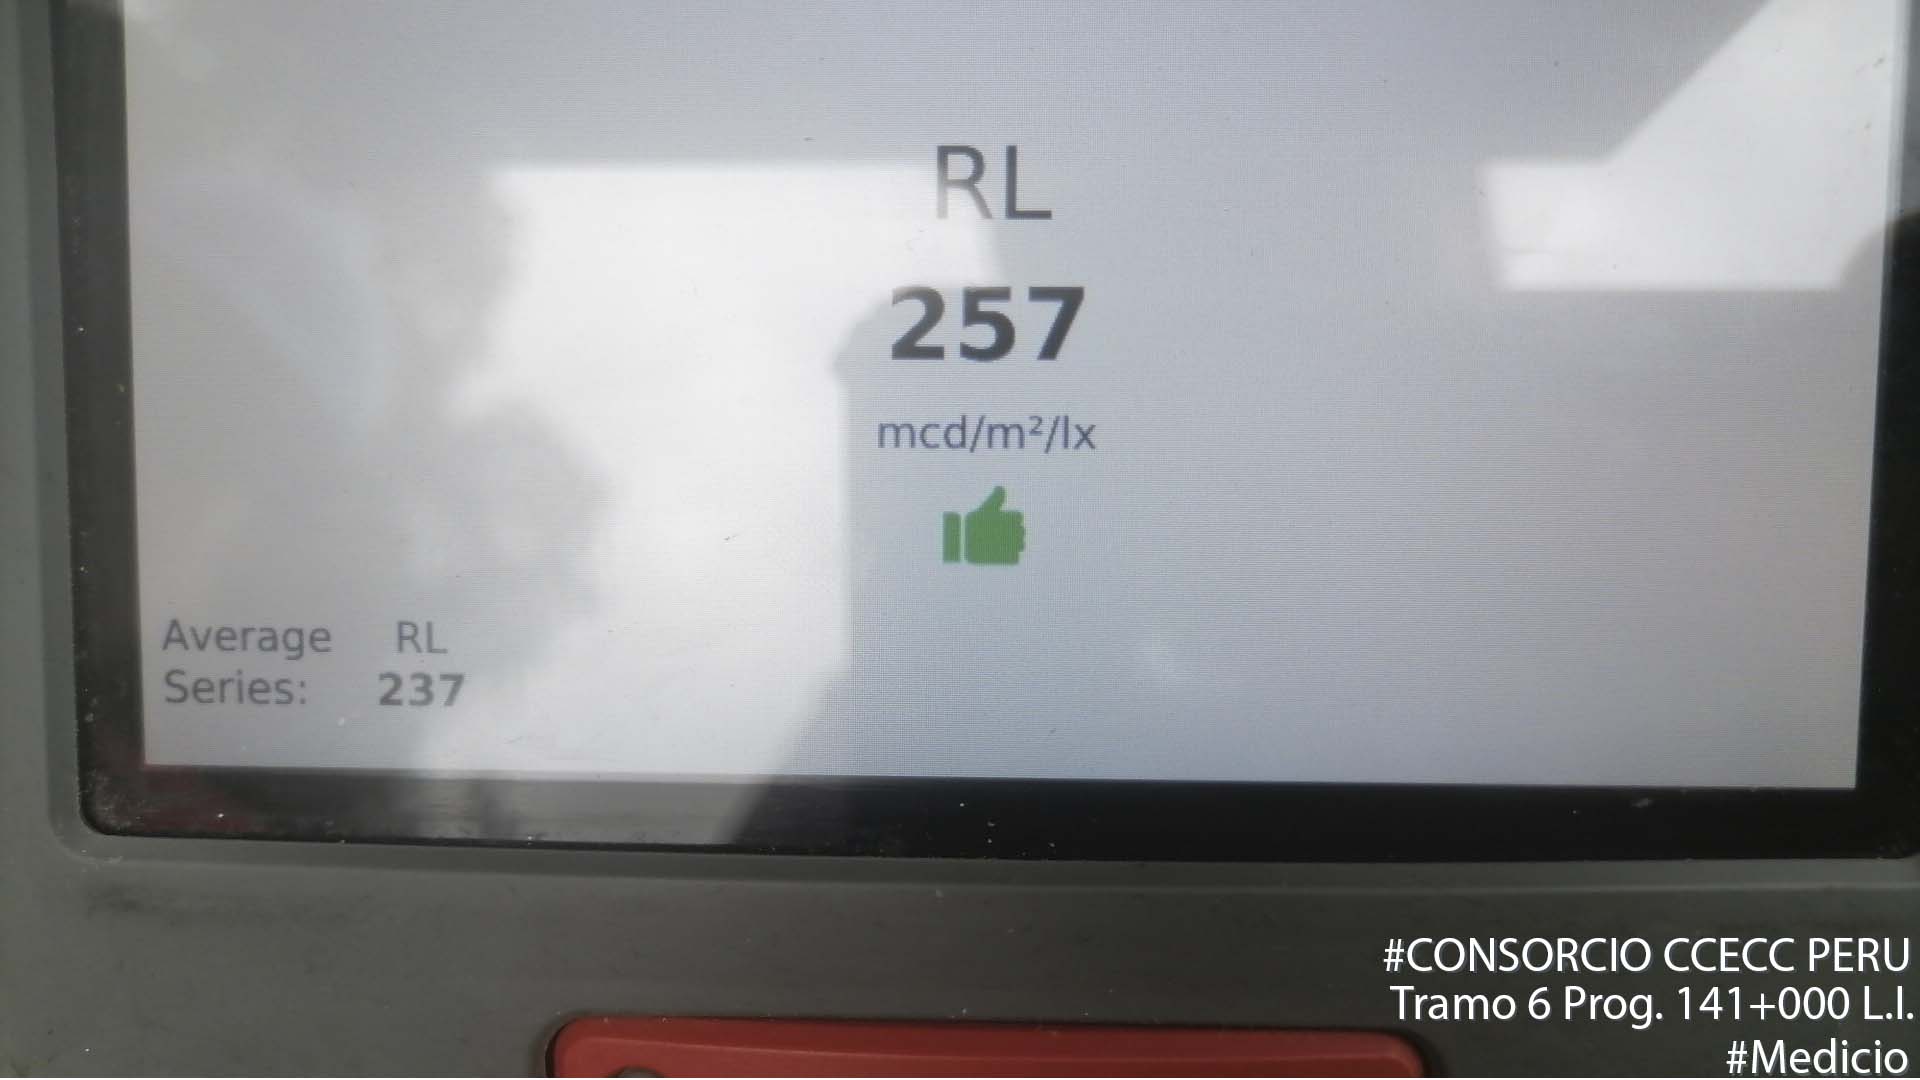 RL
257
mcd/m²/lx
Average RL
Series: 237
#CONSORCIO CCECC PERU
Tramo 6 Prog. 141+000 L.I.
#Medicio